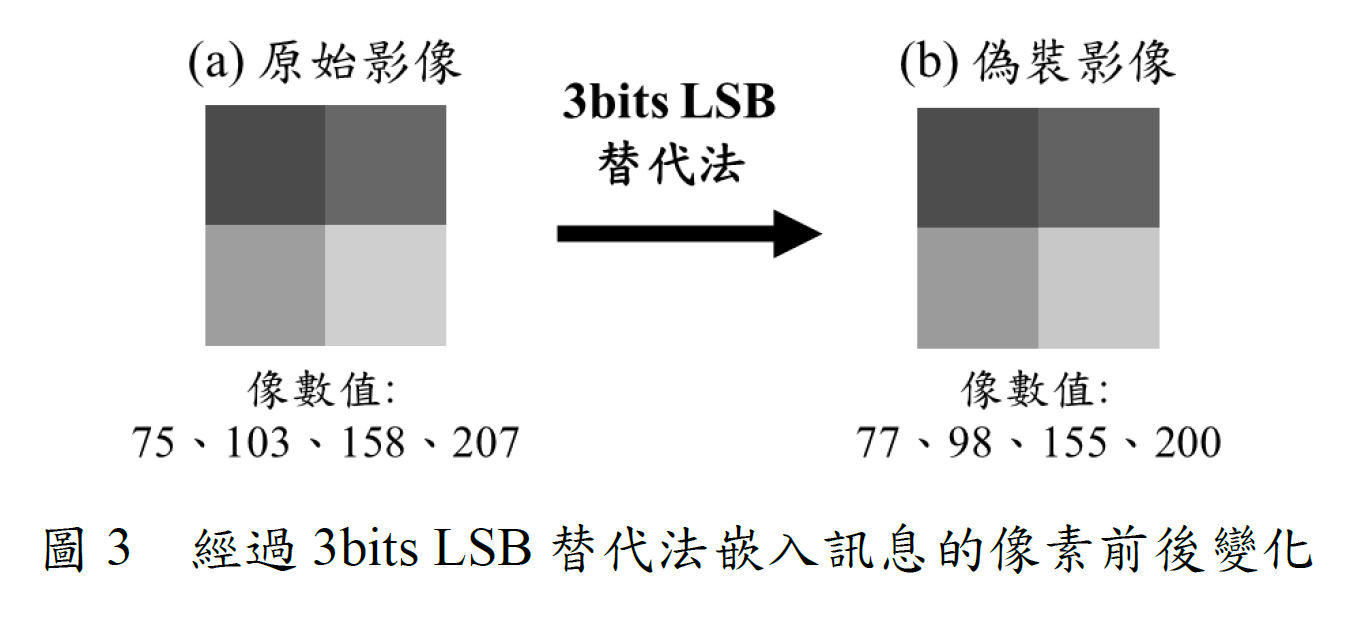 (a) 原始影像
3bits LSB
替代法
(b) 偽裝影像
像數值:
75、103、158、207
像數值:
77、98、155、200
圖 3 經過 3bits LSB 替代法嵌入訊息的像素前後變化